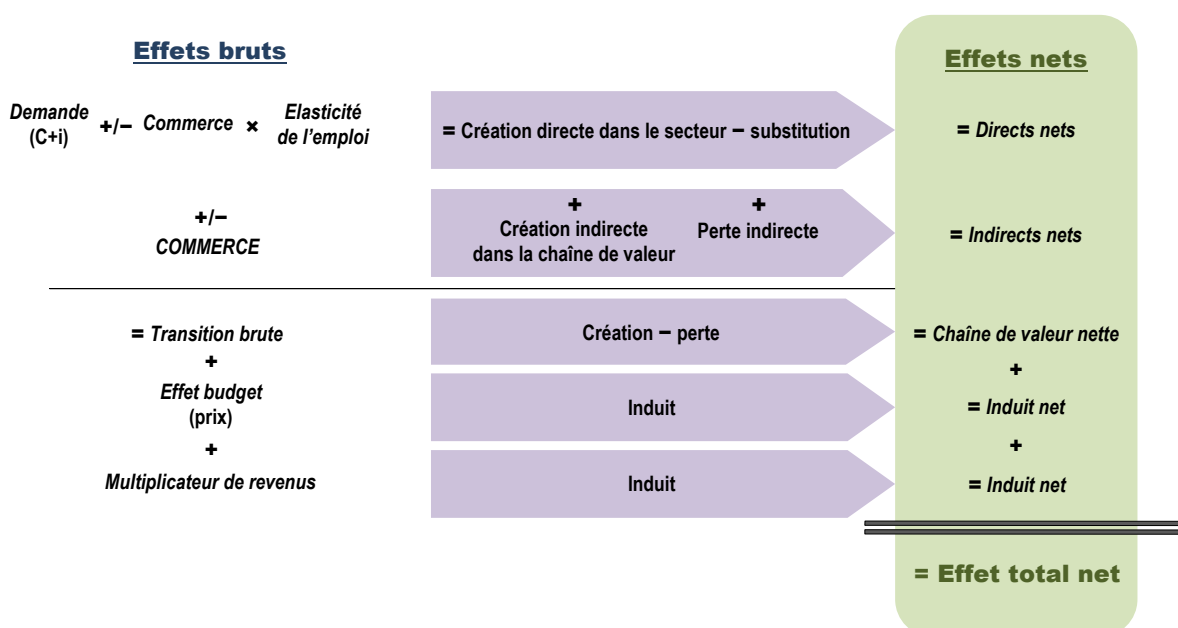 Effets bruts
Effets nets
Demande
(C+i)
+/− Commerce ×
Elasticité
de l'emploi
= Création directe dans le secteur − substitution
= Directs nets
+/−
COMMERCE
+
Création indirecte
dans la chaîne de valeur
+
Perte indirecte
= Indirects nets
= Transition brute
Création − perte
= Chaîne de valeur nette
+
Effet budget
(prix)
Induit
+
= Induit net
+
Multiplicateur de revenus
Induit
+
= Induit net
= Effet total net